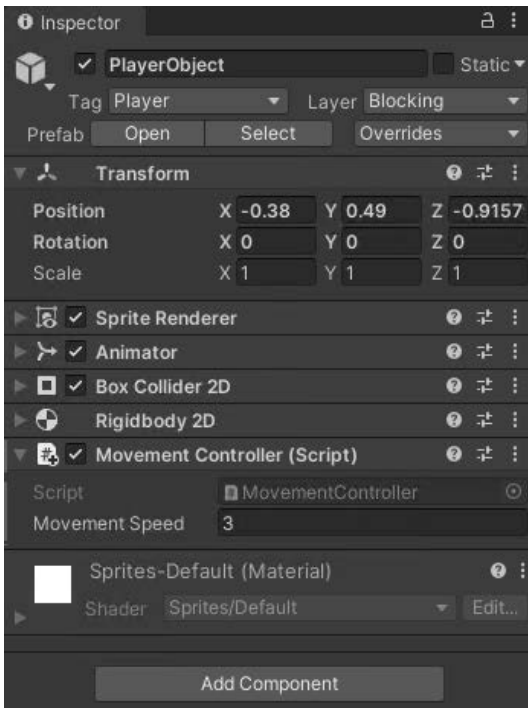 Inspector
PlayerObject Static
Tag Player Layer Blocking
Prefab Open Select Overrides
Transform
Position X -0.38 Y 0.49 Z -0.9157
Rotation X 0 Y 0 Z 0
Scale X 1 Y 1 Z 1
Sprite Renderer
Animator
Box Collider 2D
Rigidbody 2D
# Movement Controller (Script)
Script MovementController
Movement Speed 3
Sprites-Default (Material)
Shader Sprites/Default Edit...
Add Component